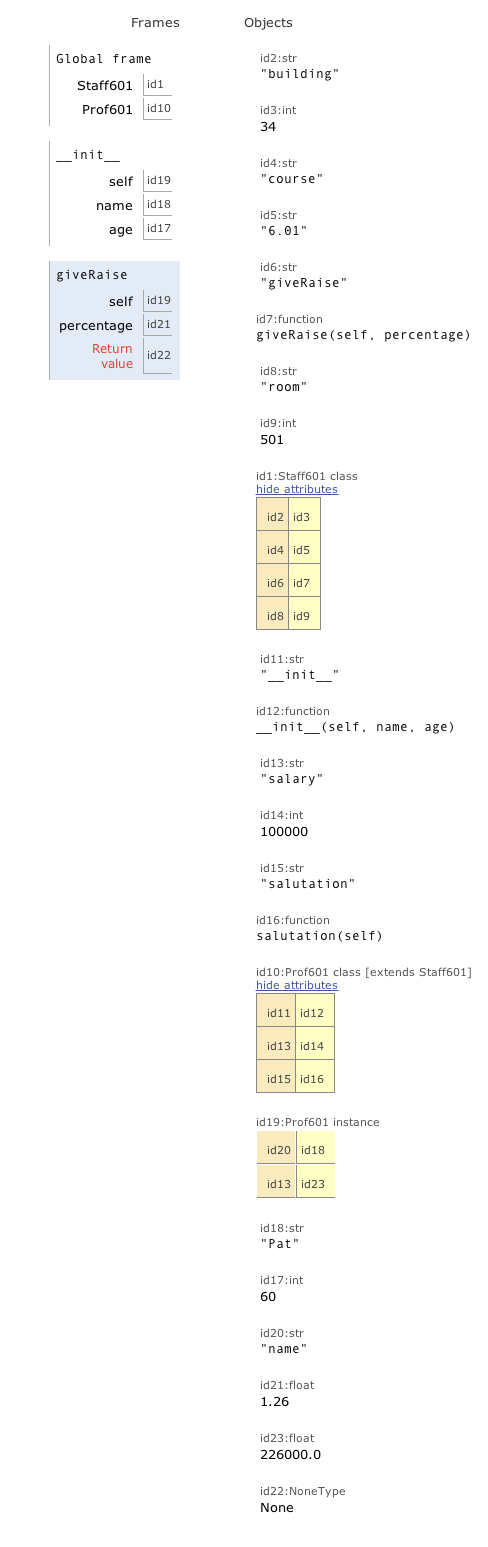 Frames Objects
Global frame
Staff601 id1
Prof601 id10
__init__
self id19
name id18
age id17
giveRaise
self id19
percentage id21
Return
value id22
id2:str
"building"
id3:int
34
id4:str
"course"
id5:str
"6.01"
id6:str
"giveRaise"
id7:function
giveRaise(self, percentage)
id8:str
"room"
id9:int
501
id1:Staff601 class
hide attributes
id2 id3
id4 id5
id6 id7
id8 id9
id11:str
"__init__"
id12:function
__init__(self, name, age)
id13:str
"salary"
id14:int
100000
id15:str
"salutation"
id16:function
salutation(self)
id10:Prof601 class [extends Staff601]
hide attributes
id11 id12
id13 id14
id15 id16
id19:Prof601 instance
id20 id18
id13 id23
id18:str
"Pat"
id17:int
60
id20:str
"name"
id21:float
1.26
id23:float
226000.0
id22:NoneType
None